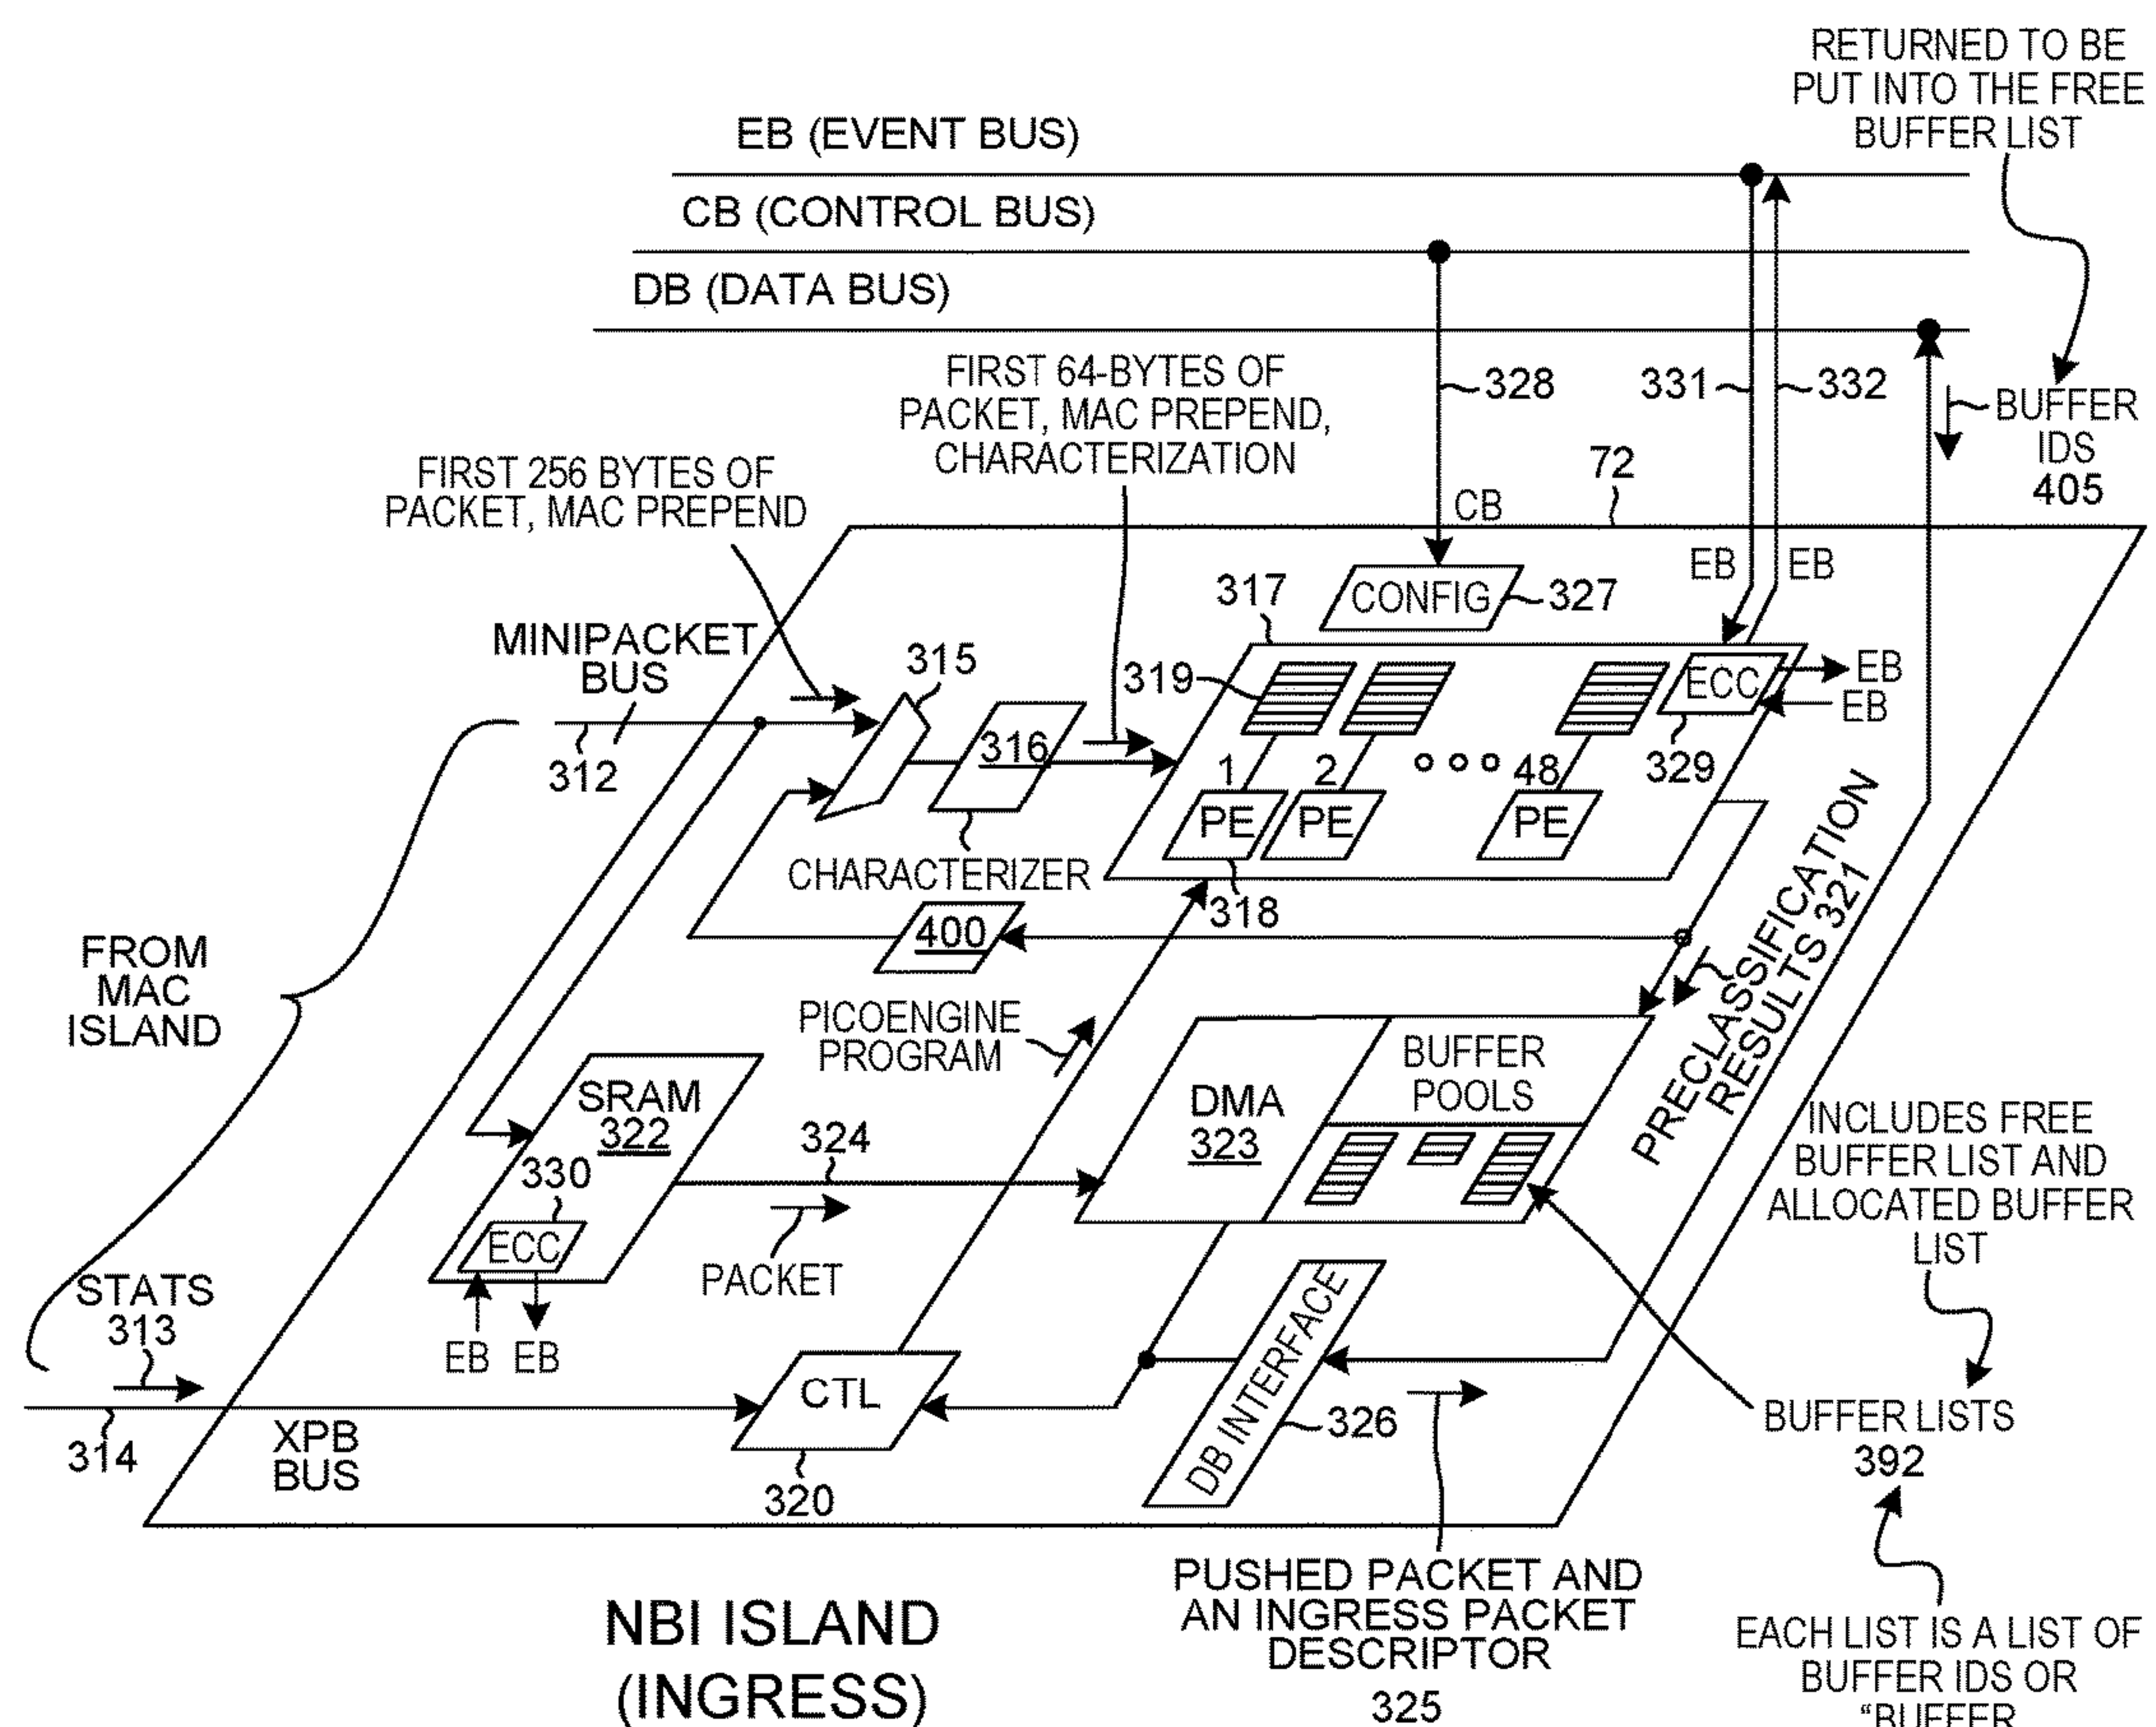 RETURNED TO BE
PUT INTO THE FREE
BUFFER LIST
EB (EVENT BUS)
CB (CONTROL BUS)
DB (DATA BUS)
FIRST 64-BYTES OF
PACKET, MAC PREPEND,
CHARACTERIZATION
328
331
332
BUFFER
IDS
405
FIRST 256 BYTES OF
PACKET, MAC PREPEND
72
CB
EB
EB
CONFIG
327
317
MINIPACKET
BUS
315
319
ECC
EB
EB
312
316
1
2
48
329
PE
PE
PE
CHARACTERIZER
318
400
FROM
MAC
ISLAND
PICOENGINE
PROGRAM
PRECLASSIFICATION
RESULTS 321
BUFFER
POOLS
SRAM
322
DMA
323
324
330
ECC
PACKET
INCLUDES FREE
BUFFER LIST AND
ALLOCATED BUFFER
LIST
STATS
313
EB
EB
CTL
DB INTERFACE
326
BUFFER LISTS
392
314
XPB
BUS
320
PUSHED PACKET AND
AN INGRESS PACKET
DESCRIPTOR
325
NBI ISLAND
(INGRESS)
EACH LIST IS A LIST OF
BUFFER IDS OR
“BUFFER